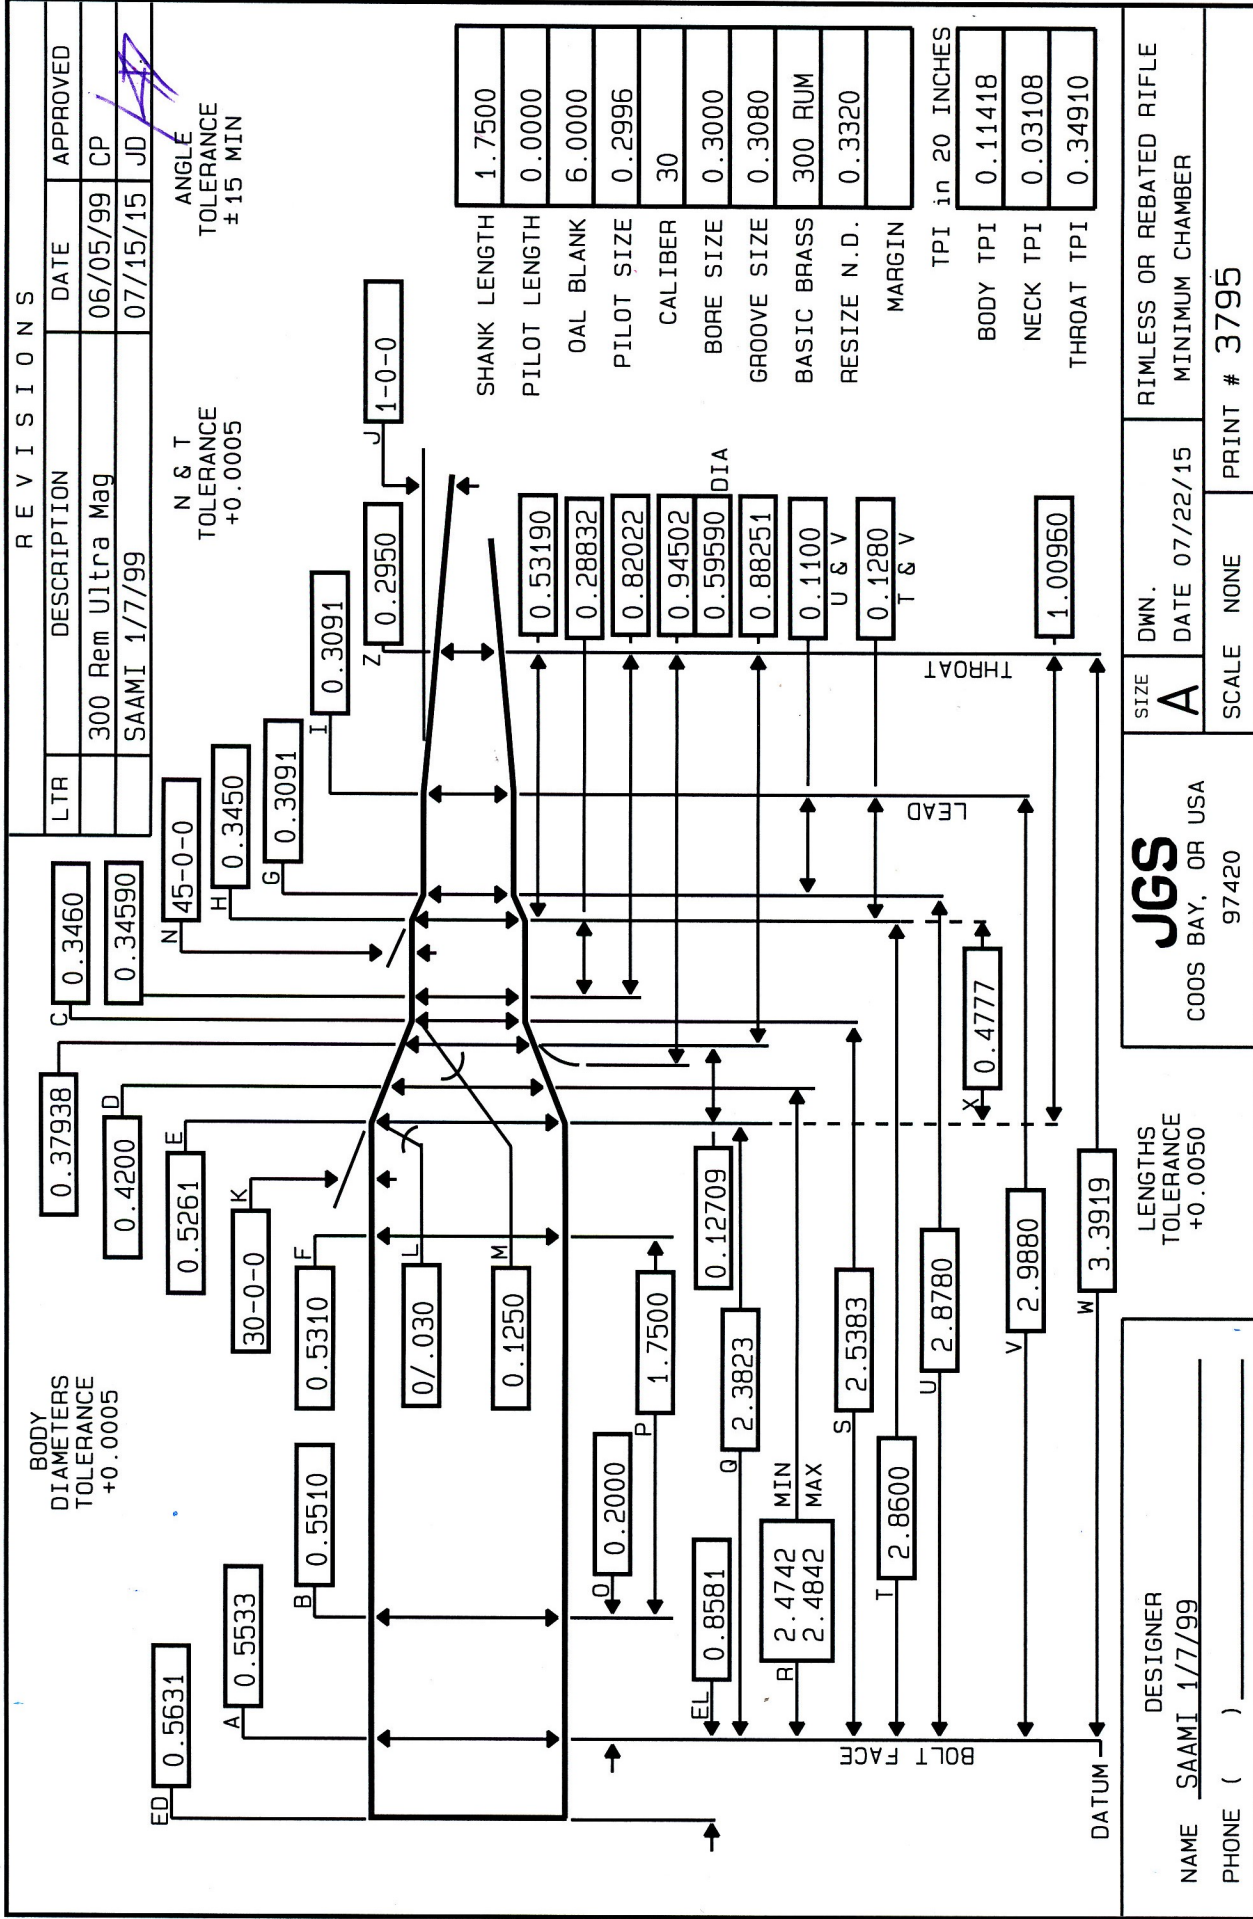 REVISIONS
LTR DESCRIPTION DATE APPROVED
300 Rem Ultra Mag 06/05/99 CP
SAAMI 1/7/99 07/15/15 JD
BODY
DIAMETERS
TOLERANCE
+0.0005
N & T
TOLERANCE
+0.0005
ANGLE
TOLERANCE
±15 MIN
ED 0.5631
A 0.5533
B 0.5510
F 0.5310
30-0-0 K
0.5261 E
0.4200 D
0.37938
C 0.3460
0.34590
N 45-0-0
H 0.3450
G 0.3091
I 0.3091
Z 0.2950
J 1-0-0
0/.030 L
0.1250 M
O 0.2000
P 1.7500
EL 0.8581
Q 2.3823
0.12709
R 2.4742 MIN
2.4842 MAX
S 2.5383
T 2.8600
U 2.8780
V 2.9880
W 3.3919
X 0.4777
0.53190
0.28832
0.82022
0.94502
0.59590 DIA
0.88251
0.1100
U & V
0.1280
T & V
1.00960
BOLT FACE
LEAD
THROAT
DATUM
SHANK LENGTH 1.7500
PILOT LENGTH 0.0000
OAL BLANK 6.0000
PILOT SIZE 0.2996
CALIBER 30
BORE SIZE 0.3000
GROOVE SIZE 0.3080
BASIC BRASS 300 RUM
RESIZE N.D. 0.3320
MARGIN
TPI in 20 INCHES
BODY TPI 0.11418
NECK TPI 0.03108
THROAT TPI 0.34910
DESIGNER
NAME SAAMI 1/7/99
PHONE ( )
LENGTHS
TOLERANCE
+0.0050
JGS
COOS BAY, OR USA
97420
SIZE
A
DWN.
DATE 07/22/15
RIMLESS OR REBATED RIFLE
MINIMUM CHAMBER
SCALE NONE
PRINT # 3795